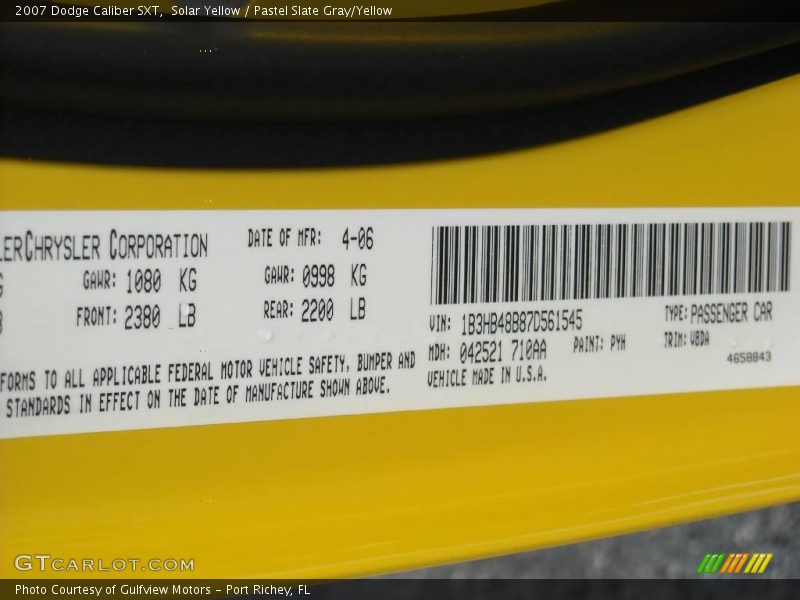 2007 Dodge Caliber SXT, Solar Yellow / Pastel Slate Gray/Yellow
LERCHRYSLER CORPORATION
DATE OF MFR: 4-06
GAWR: 1080 KG
GAWR: 0998 KG
FRONT: 2380 LB
REAR: 2200 LB
FORMS TO ALL APPLICABLE FEDERAL MOTOR VEHICLE SAFETY, BUMPER AND
STANDARDS IN EFFECT ON THE DATE OF MANUFACTURE SHOWN ABOVE.
VIN: 1B3HB48B87D561545
TYPE: PASSENGER CAR
MDH: 042521 710AA
PAINT: PYH
TRIM: V8DA
VEHICLE MADE IN U.S.A.
4658843
GTCARLOT.COM
Photo Courtesy of Gulfview Motors - Port Richey, FL